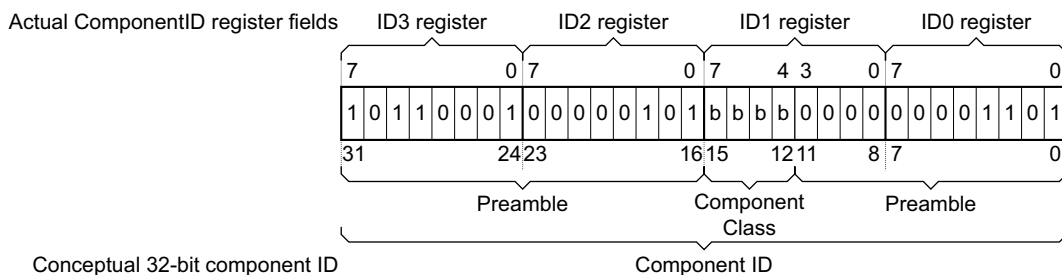 Actual ComponentID register fields ID3 register ID2 register ID1 register ID0 register
7 0 7 0 7 4 3 0 7 0
1 0 1 1 0 0 0 1 0 0 0 0 0 1 0 1 b b b b 0 0 0 0 0 0 0 0 1 1 0 1
31 24 23 16 15 12 11 8 7 0
Preamble Component Preamble
Class
Conceptual 32-bit component ID Component ID